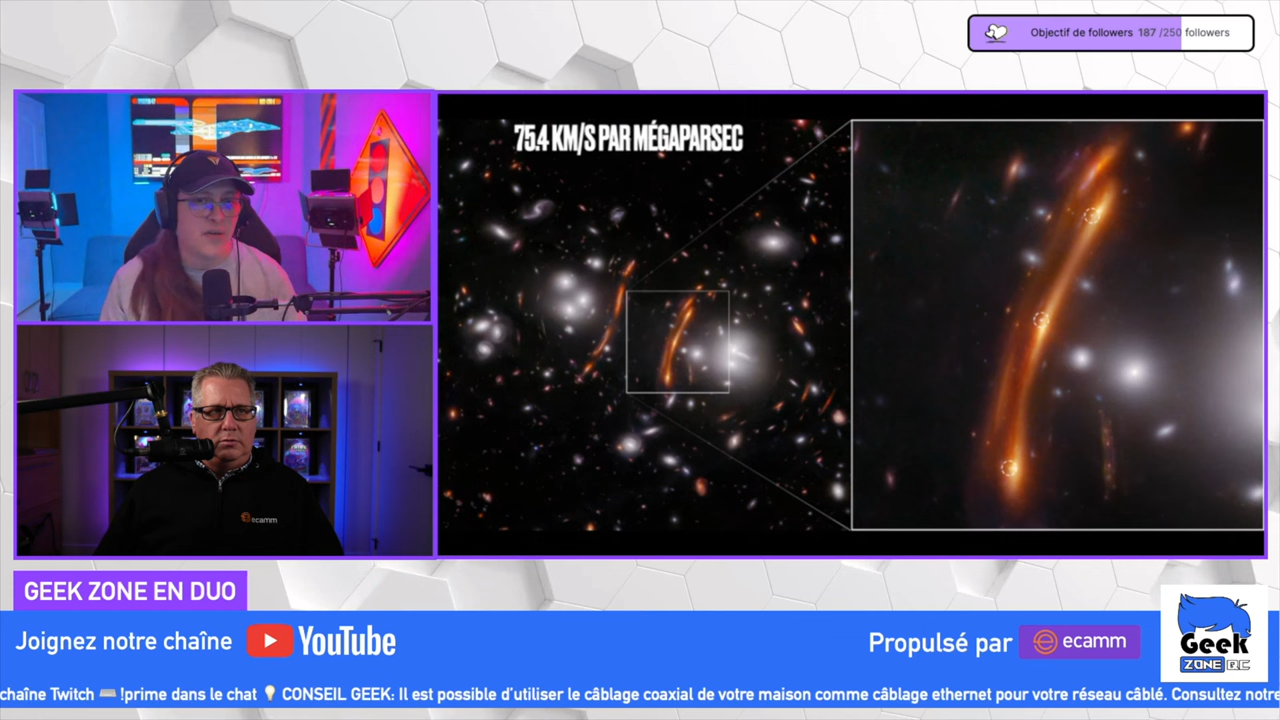 Objectif de followers 187 /250 followers
75.4 KM/S PAR MÉGAPARSEC
ecamm
GEEK ZONE EN DUO
Joignez notre chaîne YouTube
Propulsé par ecamm
Geek
ZONE QC
chaîne Twitch !prime dans le chat CONSEIL GEEK: Il est possible d'utiliser le câblage coaxial de votre maison comme câblage ethernet pour votre réseau câblé. Consultez notre